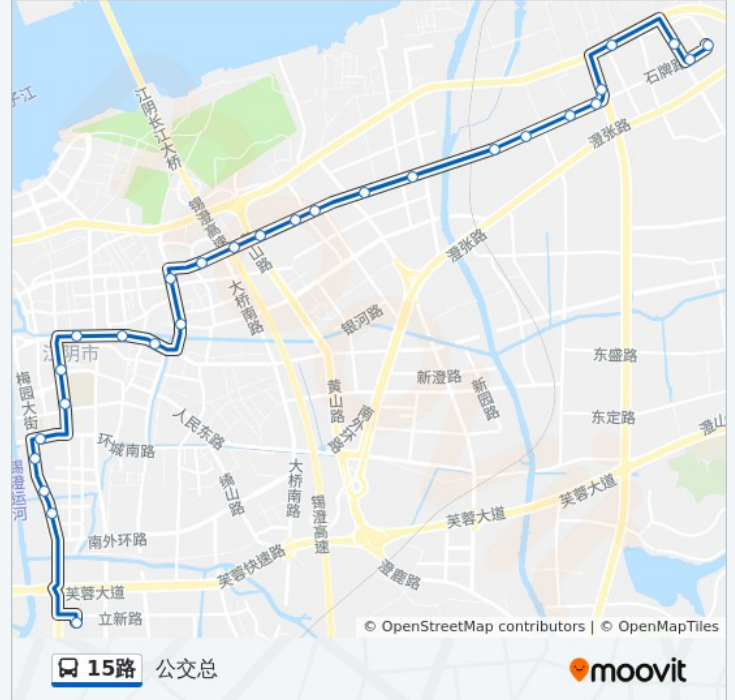 子江
江阴长江大桥
石牌路
澄张路
锡澄高速
山路
澄张路
大桥南路
银河路
江阴市
东盛路
梅园大街
新澄路
新园路
黄山路
南外环路
东定路
人民东路
澄山
环城南路
大桥南路
绮山路
锡澄运河
锡澄高速
芙蓉大道
芙蓉大道
南外环路
芙蓉快速路
澄鹿路
芙蓉大道
立新路
© OpenStreetMap contributors | © OpenMapTiles
15路 公交总
moovit